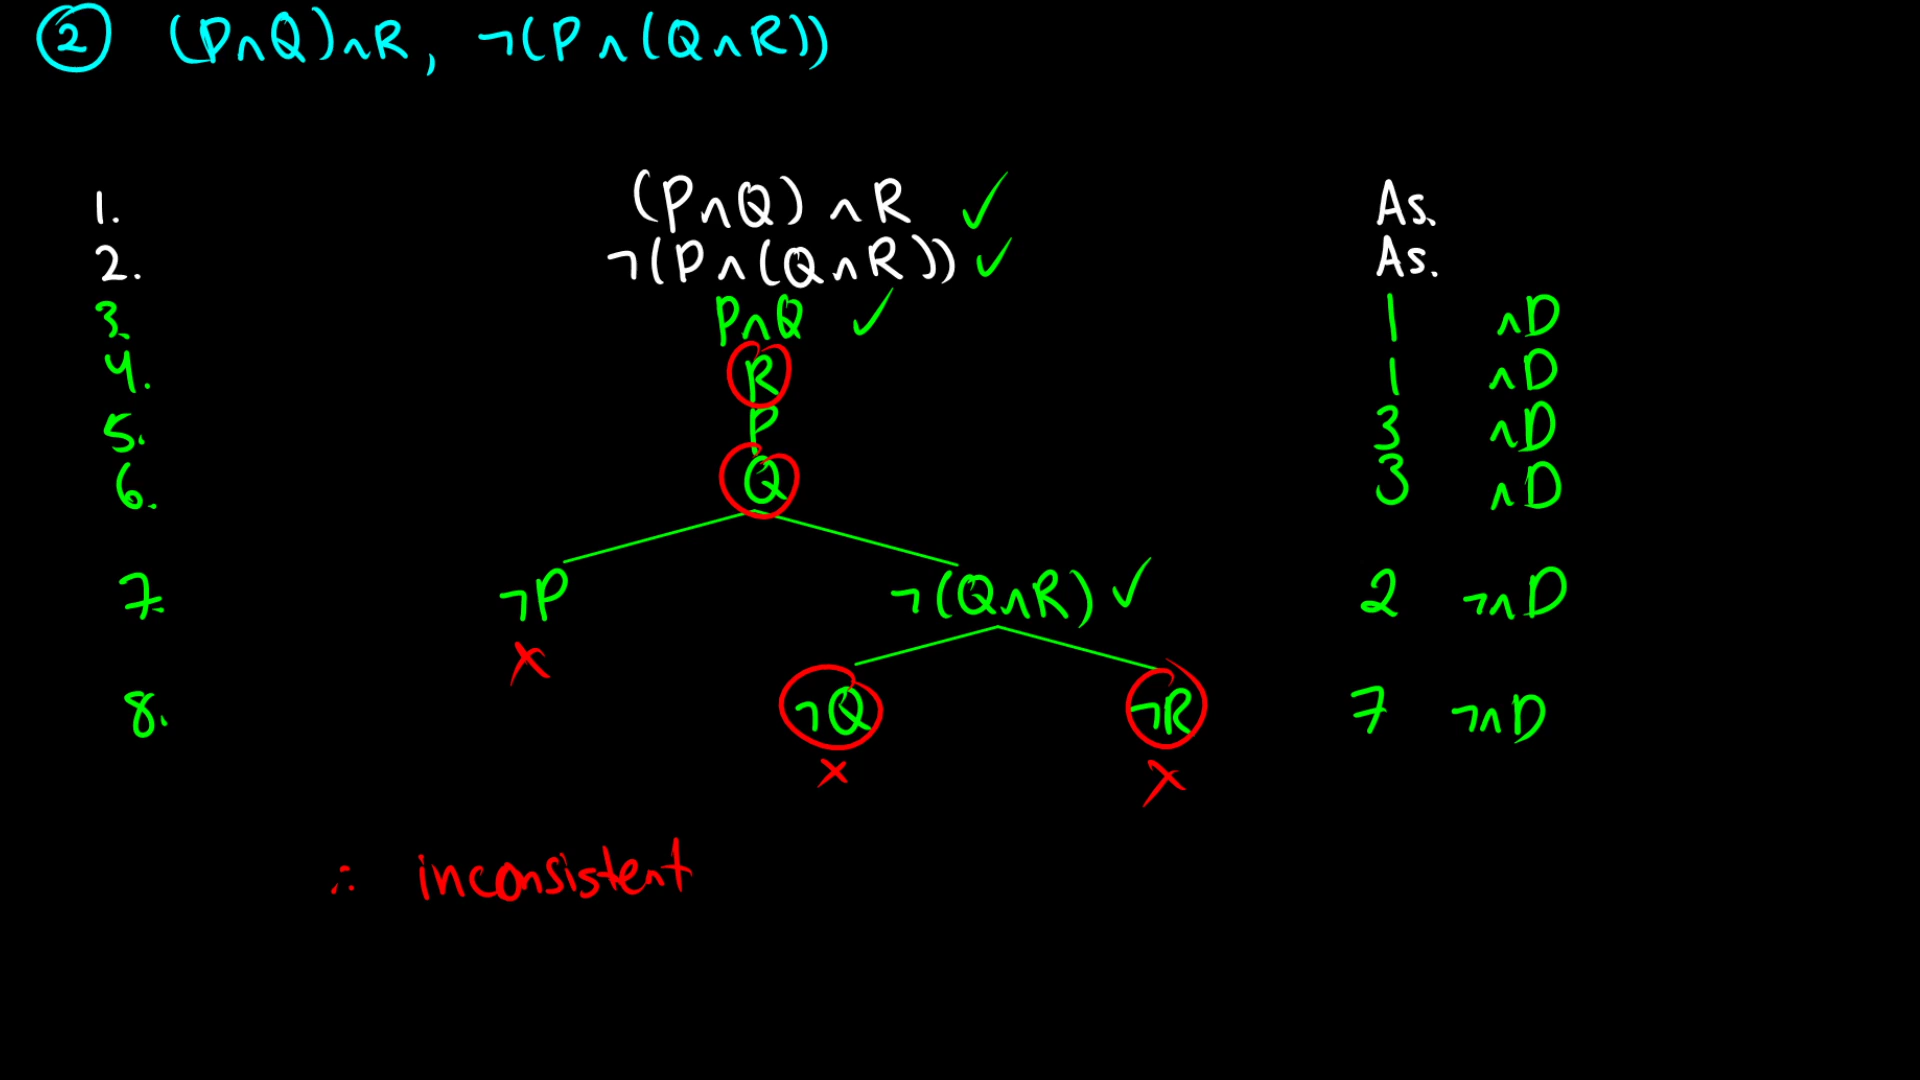 ② (P∧Q)∧R, ¬(P∧(Q∧R))
1. (P∧Q)∧R ✓ As.
2. ¬(P∧(Q∧R)) ✓ As.
3. P∧Q ✓ 1 ∧D
4. R 1 ∧D
5. P 3 ∧D
6. Q 3 ∧D
7. ¬P ¬(Q∧R) ✓ 2 ¬∧D
x
8. ¬Q ¬R 7 ¬∧D
x x
∴ inconsistent